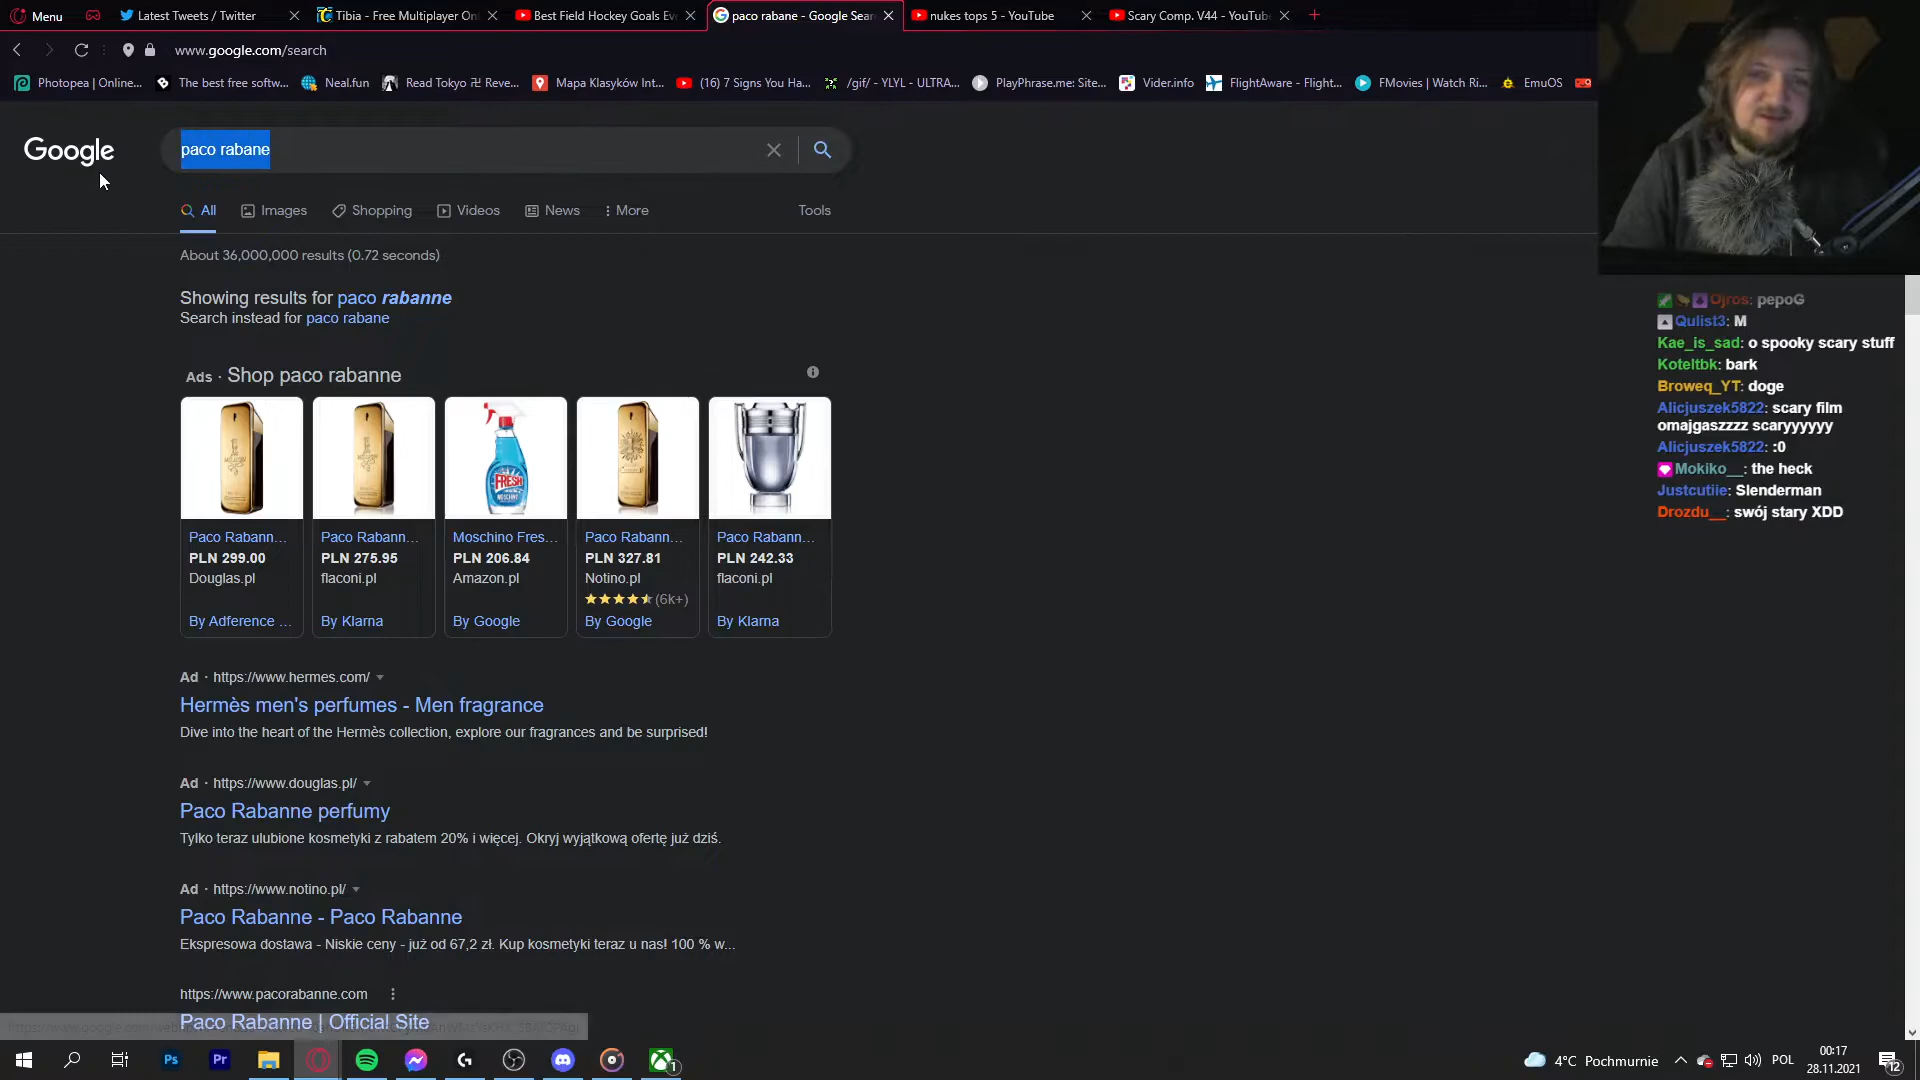 Menu
Latest Tweets / Twitter
Tibia - Free Multiplayer On
Best Field Hockey Goals Ev
paco rabane - Google Sear
nukes tops 5 - YouTube
Scary Comp. V44 - YouTub
www.google.com/search
Photopea | Online...
The best free softw...
Neal.fun
Read Tokyo 卍 Reve...
Mapa Klasyków Int...
(16) 7 Signs You Ha...
/gif/ - YLYL - ULTRA...
PlayPhrase.me: Site...
Vider.info
FlightAware - Flight...
FMovies | Watch Ri...
EmuOS
Google
paco rabane
All
Images
Shopping
Videos
News
More
Tools
About 36,000,000 results (0.72 seconds)
Showing results for paco rabanne
Search instead for paco rabane
Ads · Shop paco rabanne
Paco Rabann...
PLN 299.00
Douglas.pl
By Adference ...
Paco Rabann...
PLN 275.95
flaconi.pl
By Klarna
FRESH
MOSCHINO
Moschino Fres...
PLN 206.84
Amazon.pl
By Google
Paco Rabann...
PLN 327.81
Notino.pl
(6k+)
By Google
Paco Rabann...
PLN 242.33
flaconi.pl
By Klarna
Ad · https://www.hermes.com/
Hermès men's perfumes - Men fragrance
Dive into the heart of the Hermès collection, explore our fragrances and be surprised!
Ad · https://www.douglas.pl/
Paco Rabanne perfumy
Tylko teraz ulubione kosmetyki z rabatem 20% i więcej. Okryj wyjątkową ofertę już dziś.
Ad · https://www.notino.pl/
Paco Rabanne - Paco Rabanne
Ekspresowa dostawa - Niskie ceny - już od 67,2 zł. Kup kosmetyki teraz u nas! 100 % w...
https://www.pacorabanne.com
Paco Rabanne | Official Site
Ojros: pepoG
Qulist3: M
Kae_is_sad: o spooky scary stuff
Koteltbk: bark
Broweq_YT: doge
Alicjuszek5822: scary film
omajgaszzzz scaryyyyyy
Alicjuszek5822: :0
Mokiko__: the heck
Justcutiie: Slenderman
Drozdu__: swój stary XDD
Ps
Pr
1
4°C Pochmurnie
POL
00:17
28.11.2021
12